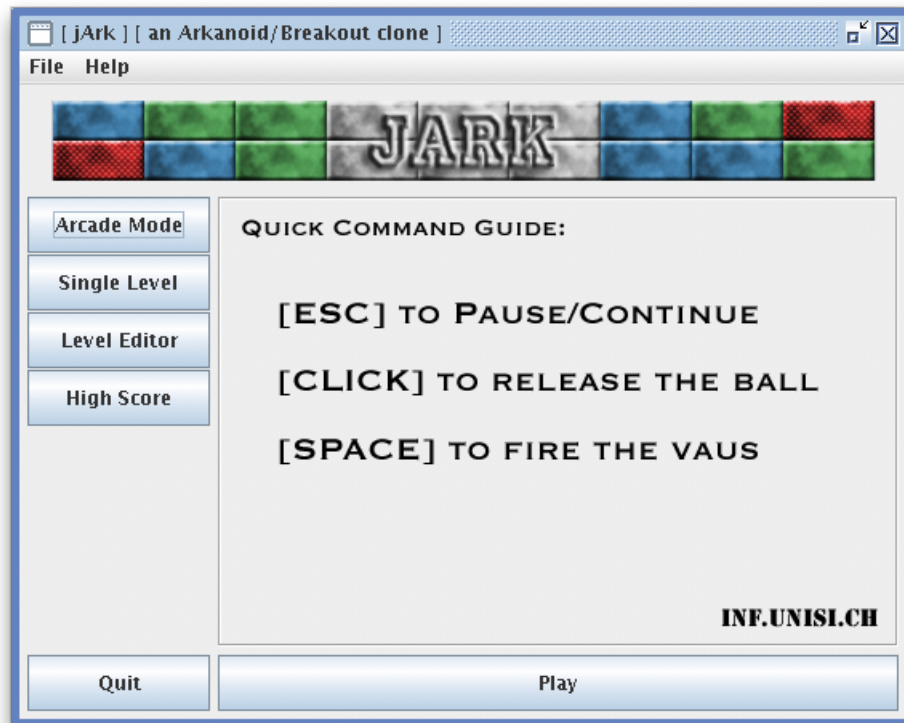 [ jArk ] [ an Arkanoid/Breakout clone ]
File Help
JARK
Arcade Mode
Single Level
Level Editor
High Score
QUICK COMMAND GUIDE:
[ESC] TO PAUSE/CONTINUE
[CLICK] TO RELEASE THE BALL
[SPACE] TO FIRE THE VAUS
INF.UNISI.CH
Quit
Play